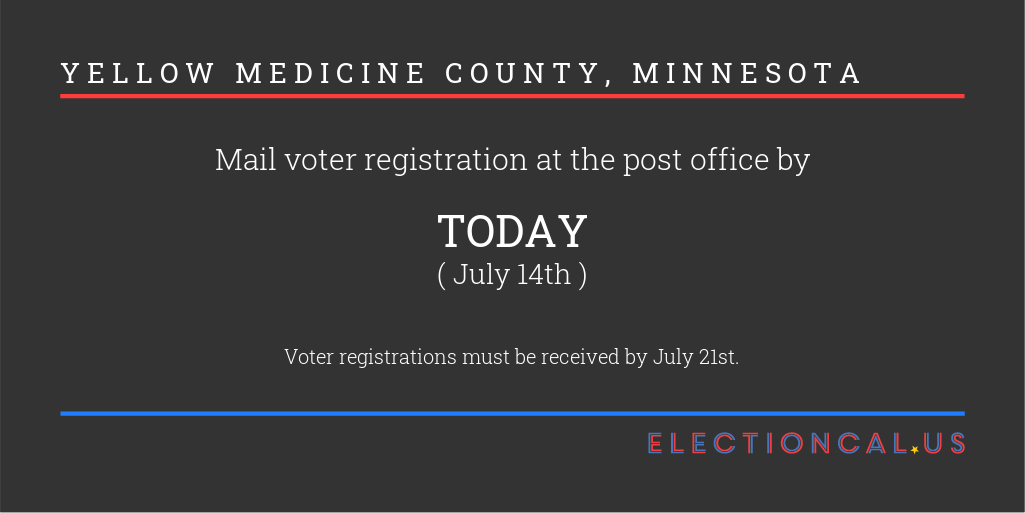 YELLOW MEDICINE COUNTY, MINNESOTA
Mail voter registration at the post office by
TODAY
( July 14th )
Voter registrations must be received by July 21st.
ELECTIONCAL.US